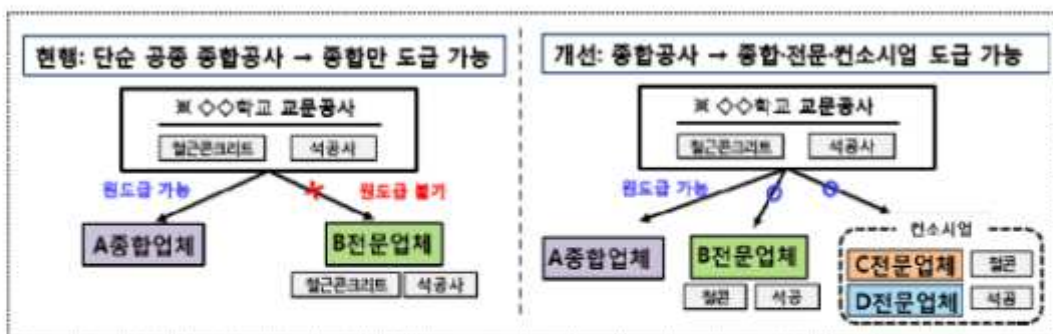 현행: 단순 공종 종합공사 → 종합만 도급 가능
※ ◇◇학교 교문공사
철근콘크리트 석공사
원도급 가능 원도급 불가
A종합업체 B전문업체
철근콘크리트 석공사
개선: 종합공사 → 종합·전문·컨소시업 도급 가능
※ ◇◇학교 교문공사
철근콘크리트 석공사
원도급 가능
컨소시업
A종합업체 B전문업체
철콘 석공
C전문업체 철콘
D전문업체 석공